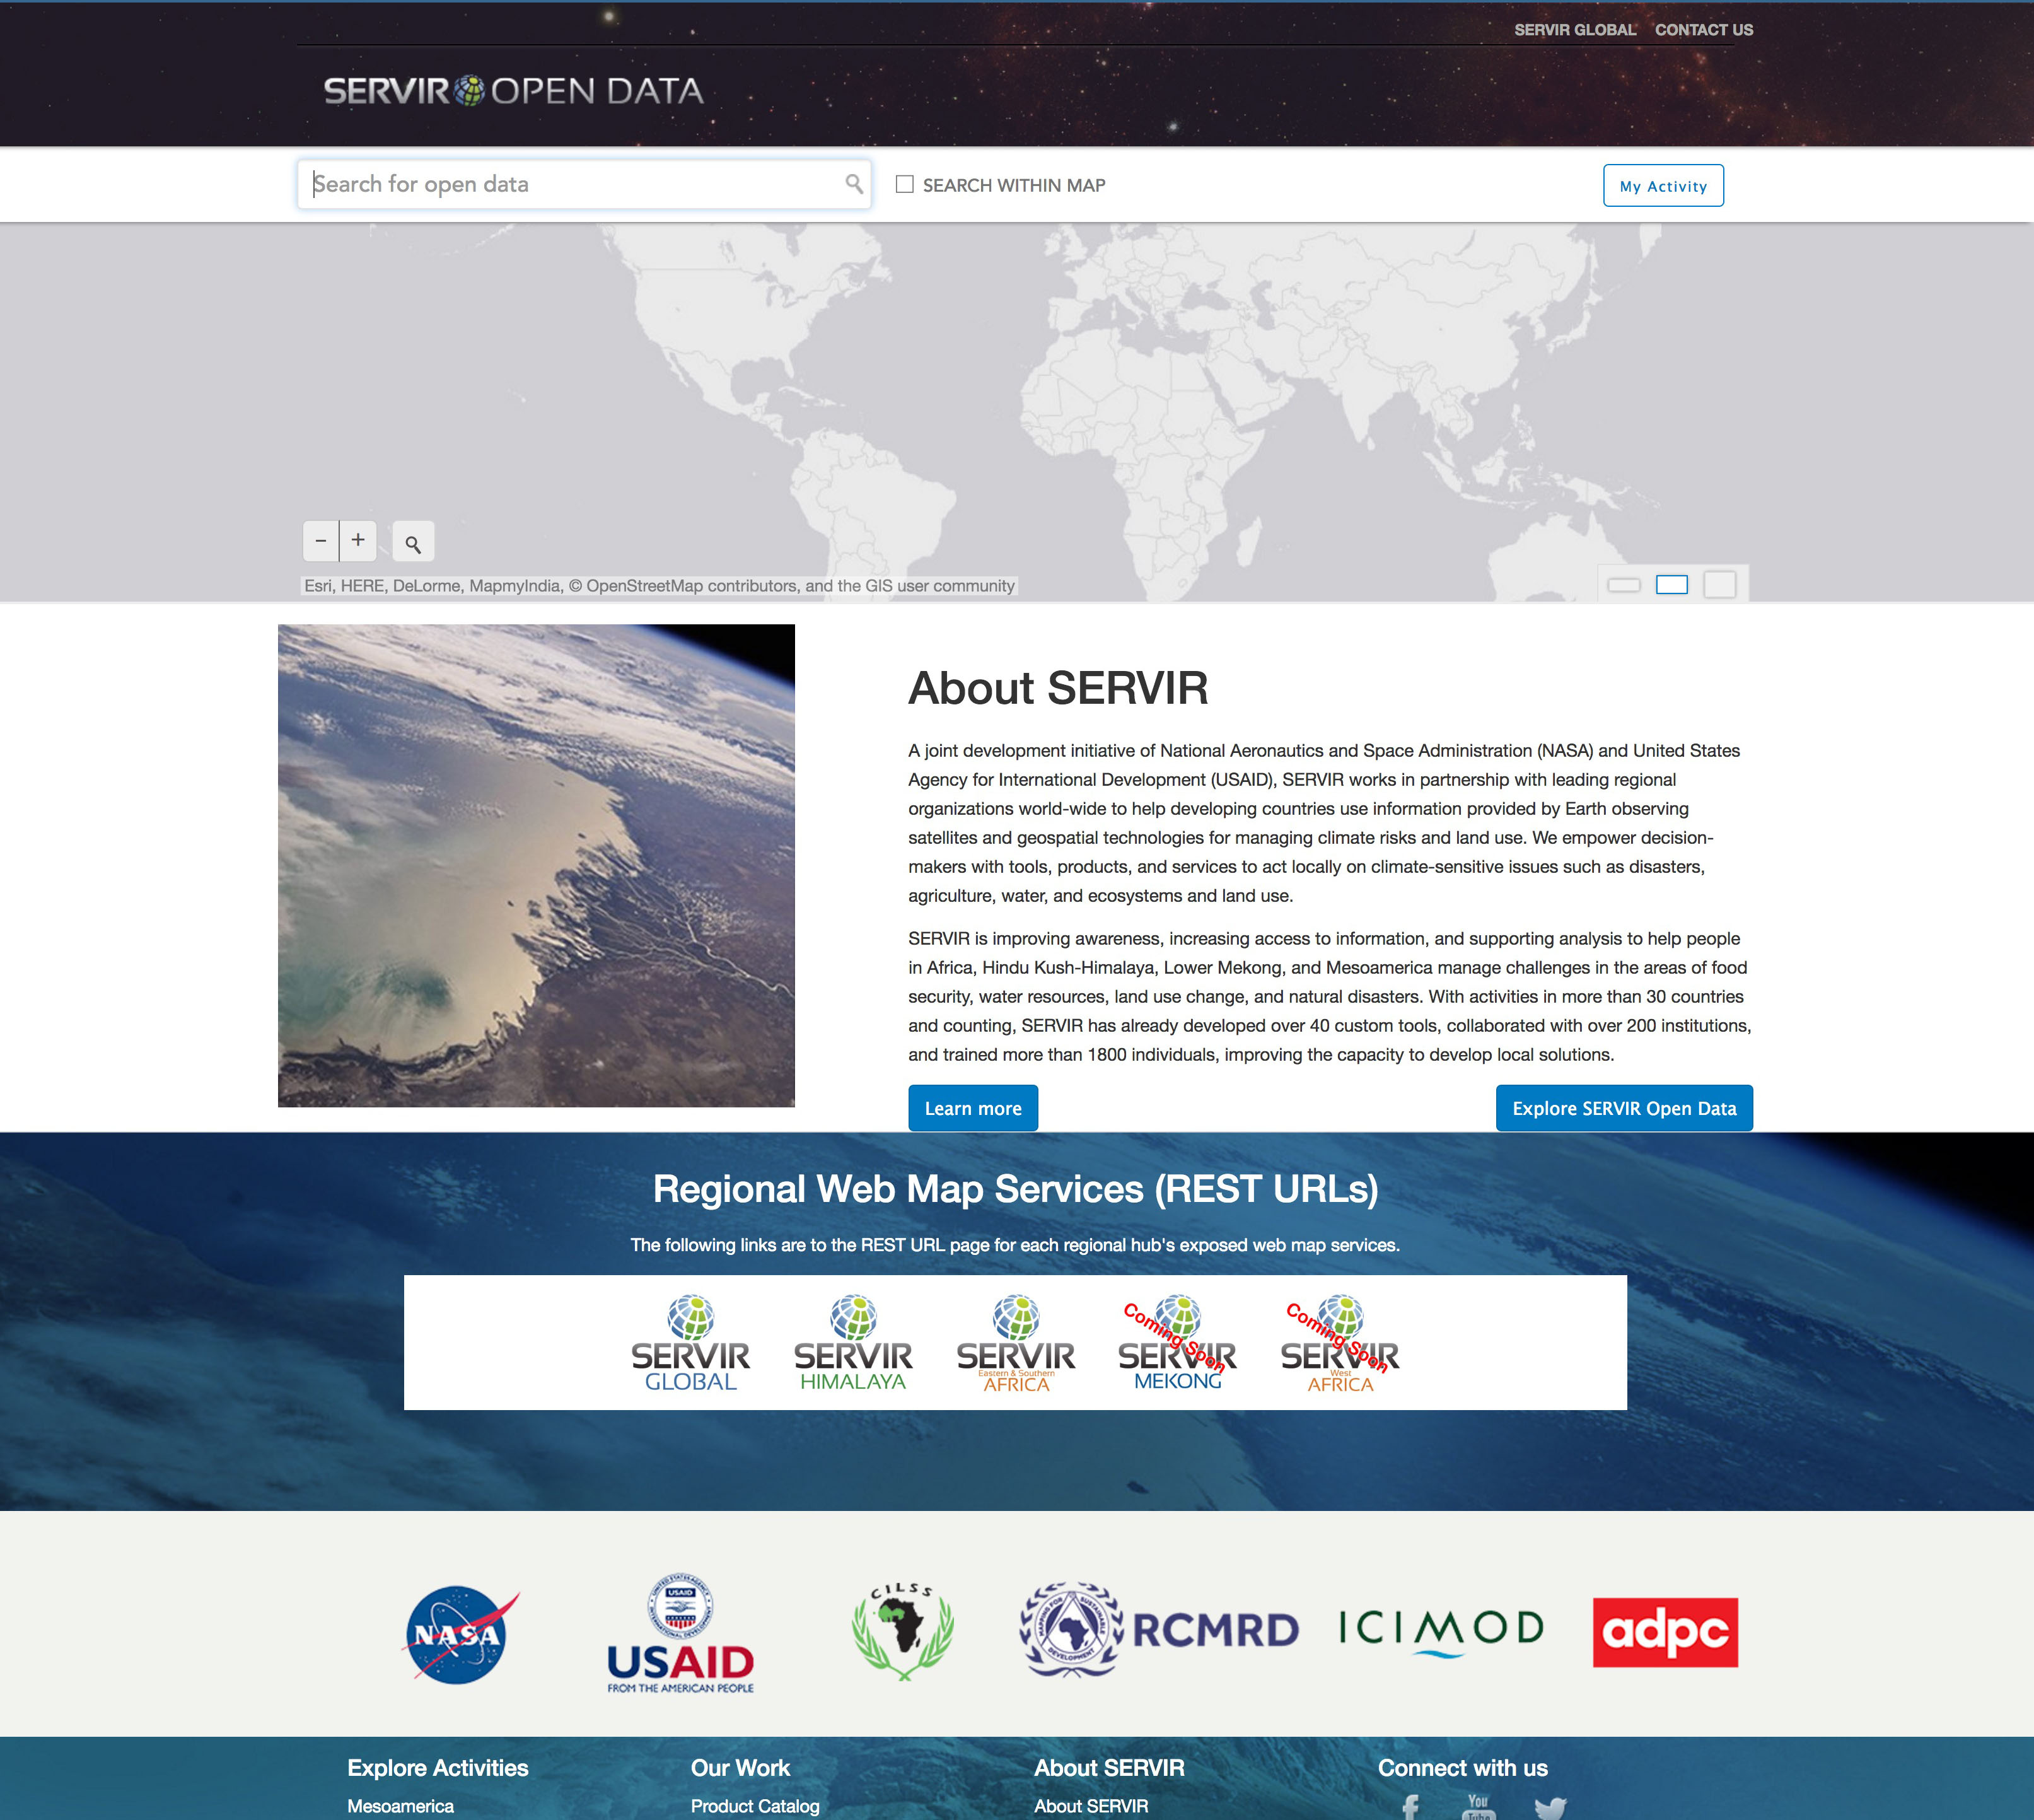 SERVIR GLOBAL CONTACT US
SERVIR OPEN DATA
Search for open data
SEARCH WITHIN MAP
My Activity
− +
Esri, HERE, DeLorme, MapmyIndia, © OpenStreetMap contributors, and the GIS user community
About SERVIR
A joint development initiative of National Aeronautics and Space Administration (NASA) and United States
Agency for International Development (USAID), SERVIR works in partnership with leading regional
organizations world-wide to help developing countries use information provided by Earth observing
satellites and geospatial technologies for managing climate risks and land use. We empower decision-
makers with tools, products, and services to act locally on climate-sensitive issues such as disasters,
agriculture, water, and ecosystems and land use.
SERVIR is improving awareness, increasing access to information, and supporting analysis to help people
in Africa, Hindu Kush-Himalaya, Lower Mekong, and Mesoamerica manage challenges in the areas of food
security, water resources, land use change, and natural disasters. With activities in more than 30 countries
and counting, SERVIR has already developed over 40 custom tools, collaborated with over 200 institutions,
and trained more than 1800 individuals, improving the capacity to develop local solutions.
Learn more
Explore SERVIR Open Data
Regional Web Map Services (REST URLs)
The following links are to the REST URL page for each regional hub's exposed web map services.
SERVIR
GLOBAL
SERVIR
HIMALAYA
SERVIR
Eastern & Southern
AFRICA
Coming Soon
SERVIR
MEKONG
Coming Soon
SERVIR
West
AFRICA
NASA
UNITED STATES AGENCY
INTERNATIONAL DEVELOPMENT
USAID
USAID
FROM THE AMERICAN PEOPLE
CILSS
MAPPING FOR SUSTAINABLE
DEVELOPMENT
RCMRD
ICIMOD
adpc
Explore Activities
Mesoamerica
Our Work
Product Catalog
About SERVIR
About SERVIR
Connect with us
f
You
Tube